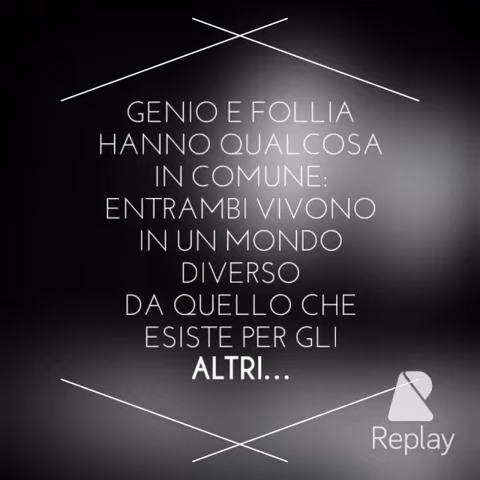 GENIO E FOLLIA
HANNO QUALCOSA
IN COMUNE:
ENTRAMBI VIVONO
IN UN MONDO
DIVERSO
DA QUELLO CHE
ESISTE PER GLI
ALTRI...
Replay